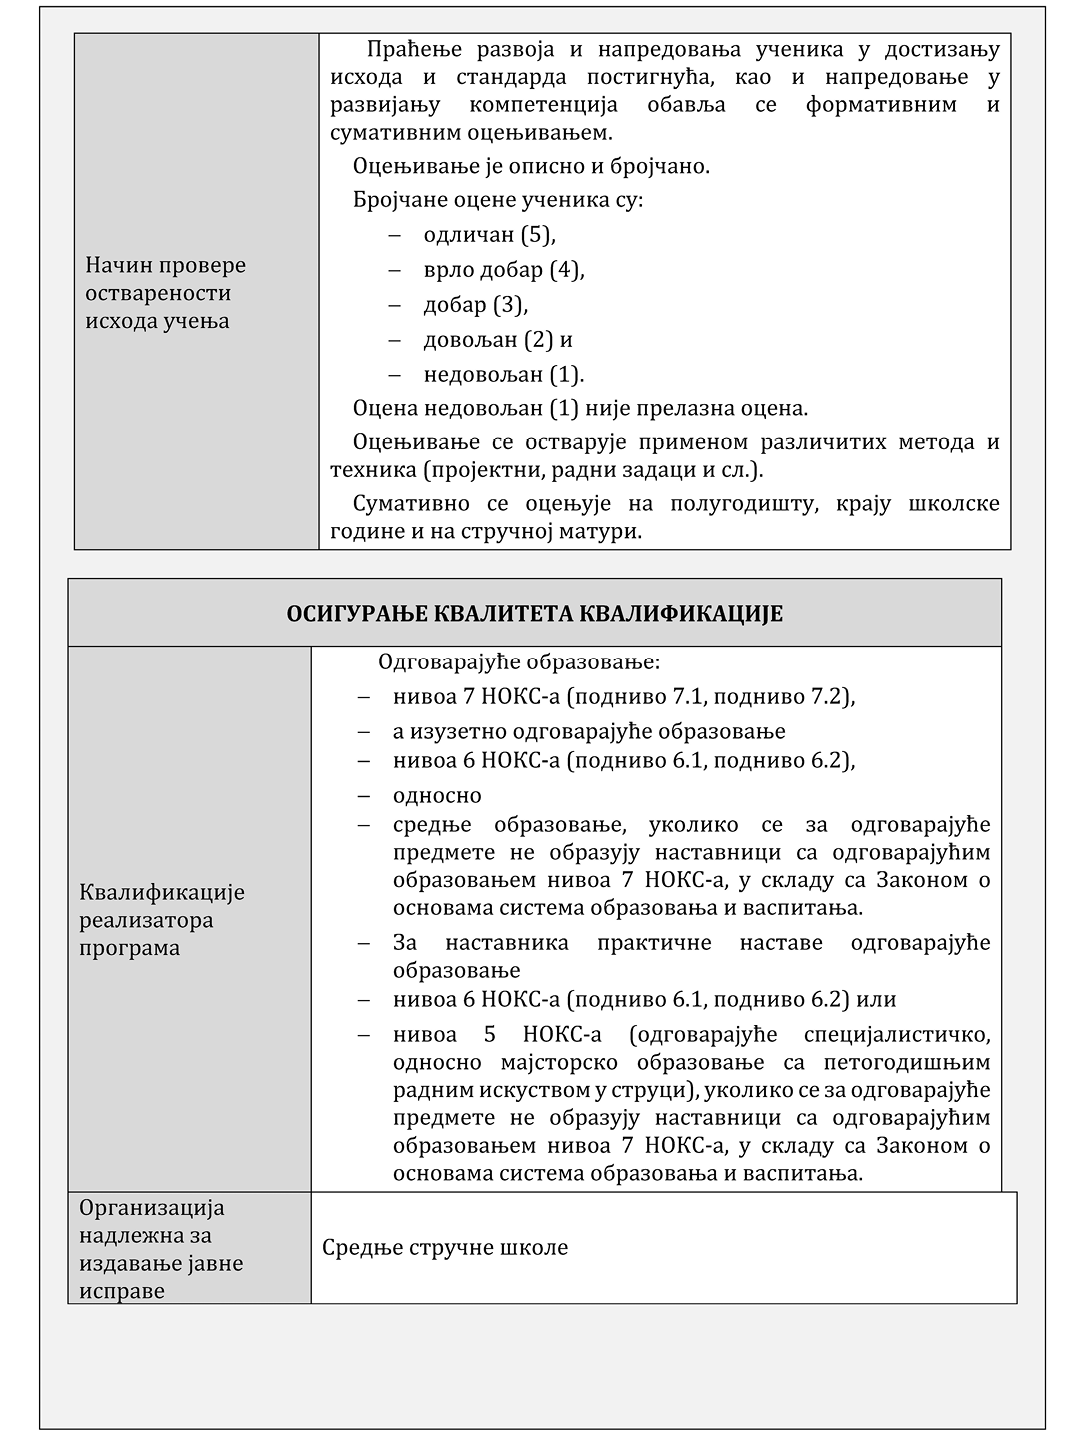 Начин провере
остварености
исхода учења
Праћење развоја и напредовања ученика у достизању
исхода и стандарда постигнућа, као и напредовање у
развијању компетенција обавља се формативним и
сумативним оцењивањем.
Оцењивање је описно и бројчано.
Бројчане оцене ученика су:
– одличан (5),
– врло добар (4),
– добар (3),
– довољан (2) и
– недовољан (1).
Оцена недовољан (1) није прелазна оцена.
Оцењивање се остварује применом различитих метода и
техника (пројектни, радни задаци и сл.).
Сумативно се оцењује на полугодишту, крају школске
године и на стручној матури.
ОСИГУРАЊЕ КВАЛИТЕТА КВАЛИФИКАЦИЈЕ
Квалификације
реализатора
програма
Одговарајуће образовање:
– нивоа 7 НОКС-а (подниво 7.1, подниво 7.2),
– а изузетно одговарајуће образовање
– нивоа 6 НОКС-а (подниво 6.1, подниво 6.2),
– односно
– средње образовање, уколико се за одговарајуће
предмете не образују наставници са одговарајућим
образовањем нивоа 7 НОКС-а, у складу са Законом о
основама система образовања и васпитања.
– За наставника практичне наставе одговарајуће
образовање
– нивоа 6 НОКС-а (подниво 6.1, подниво 6.2) или
– нивоа 5 НОКС-а (одговарајуће специјалистичко,
односно мајсторско образовање са петогодишњим
радним искуством у струци), уколико се за одговарајуће
предмете не образују наставници са одговарајућим
образовањем нивоа 7 НОКС-а, у складу са Законом о
основама система образовања и васпитања.
Организација
надлежна за
издавање јавне
исправе
Средње стручне школе